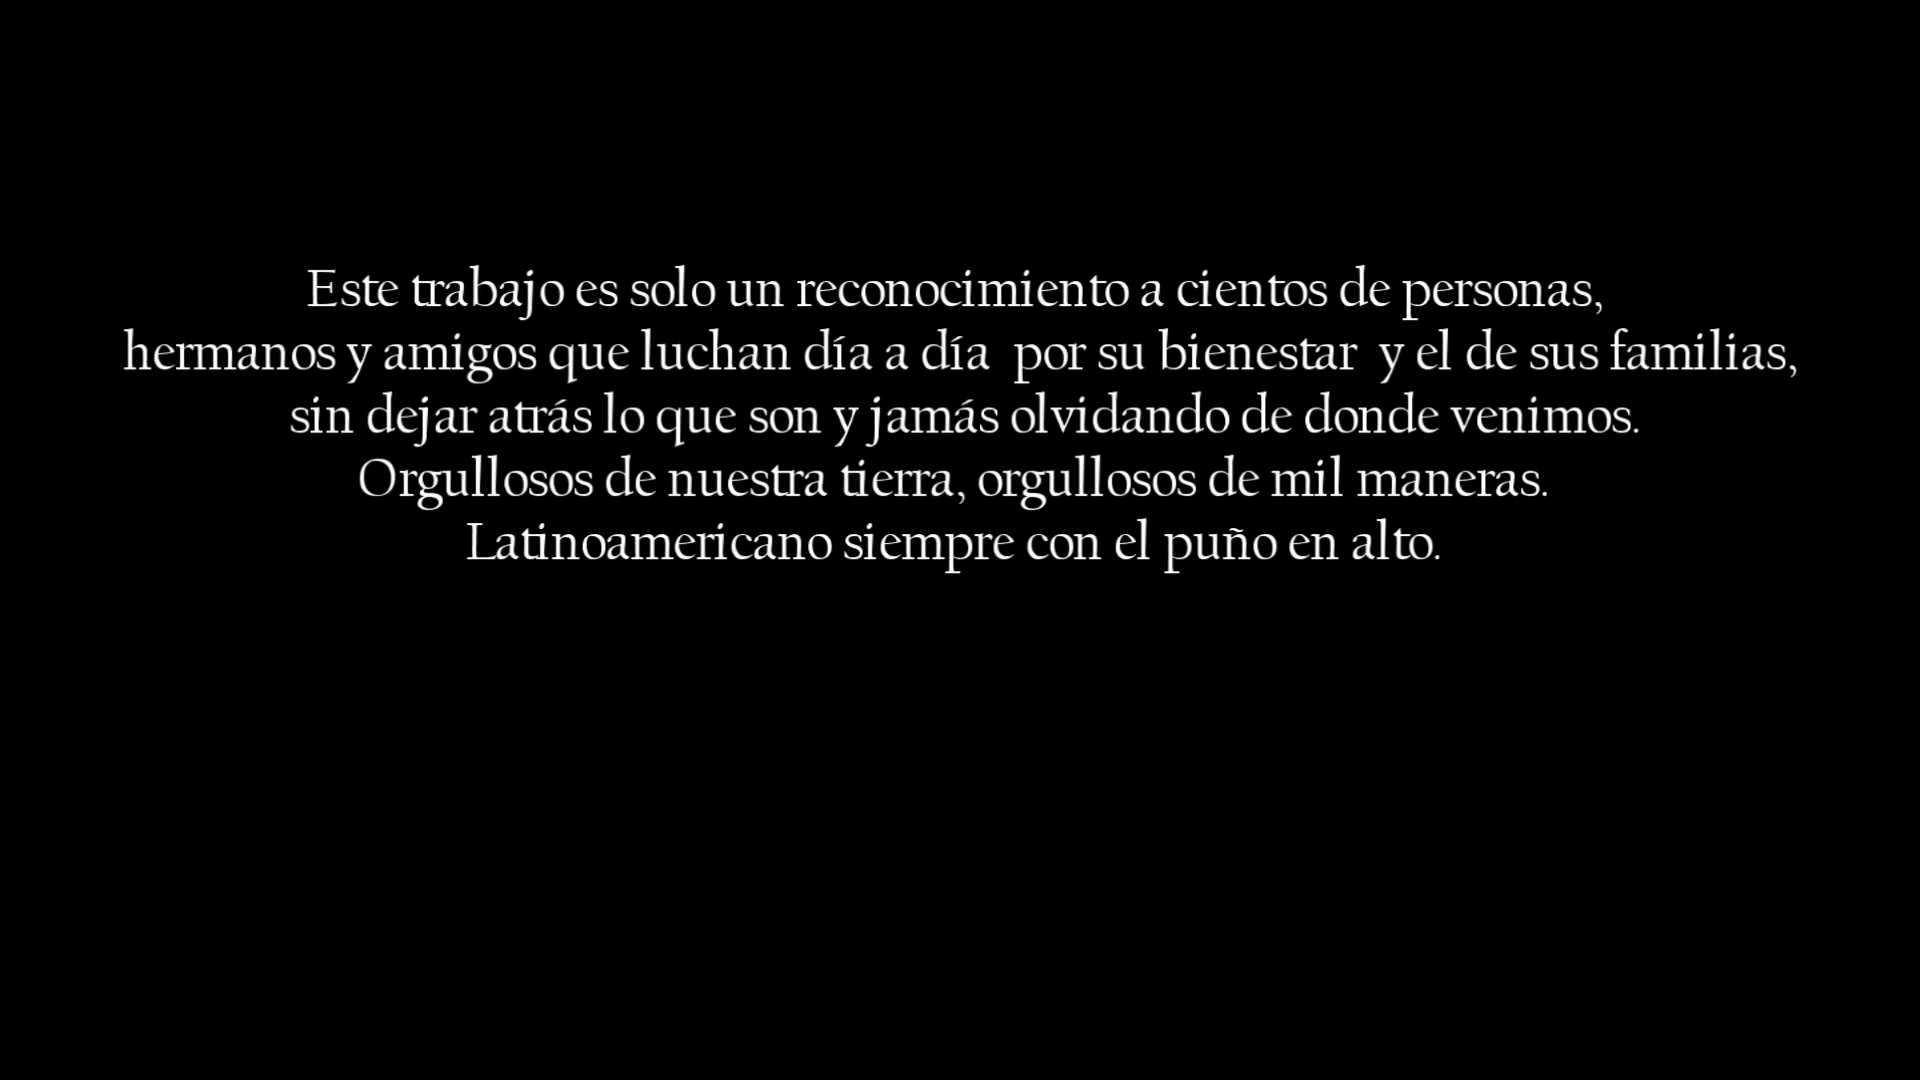 Este trabajo es solo un reconocimiento a cientos de personas,
hermanos y amigos que luchan día a día  por su bienestar  y el de sus familias,
sin dejar atrás lo que son y jamás olvidando de donde venimos.
Orgullosos de nuestra tierra, orgullosos de mil maneras.
Latinoamericano siempre con el puño en alto.